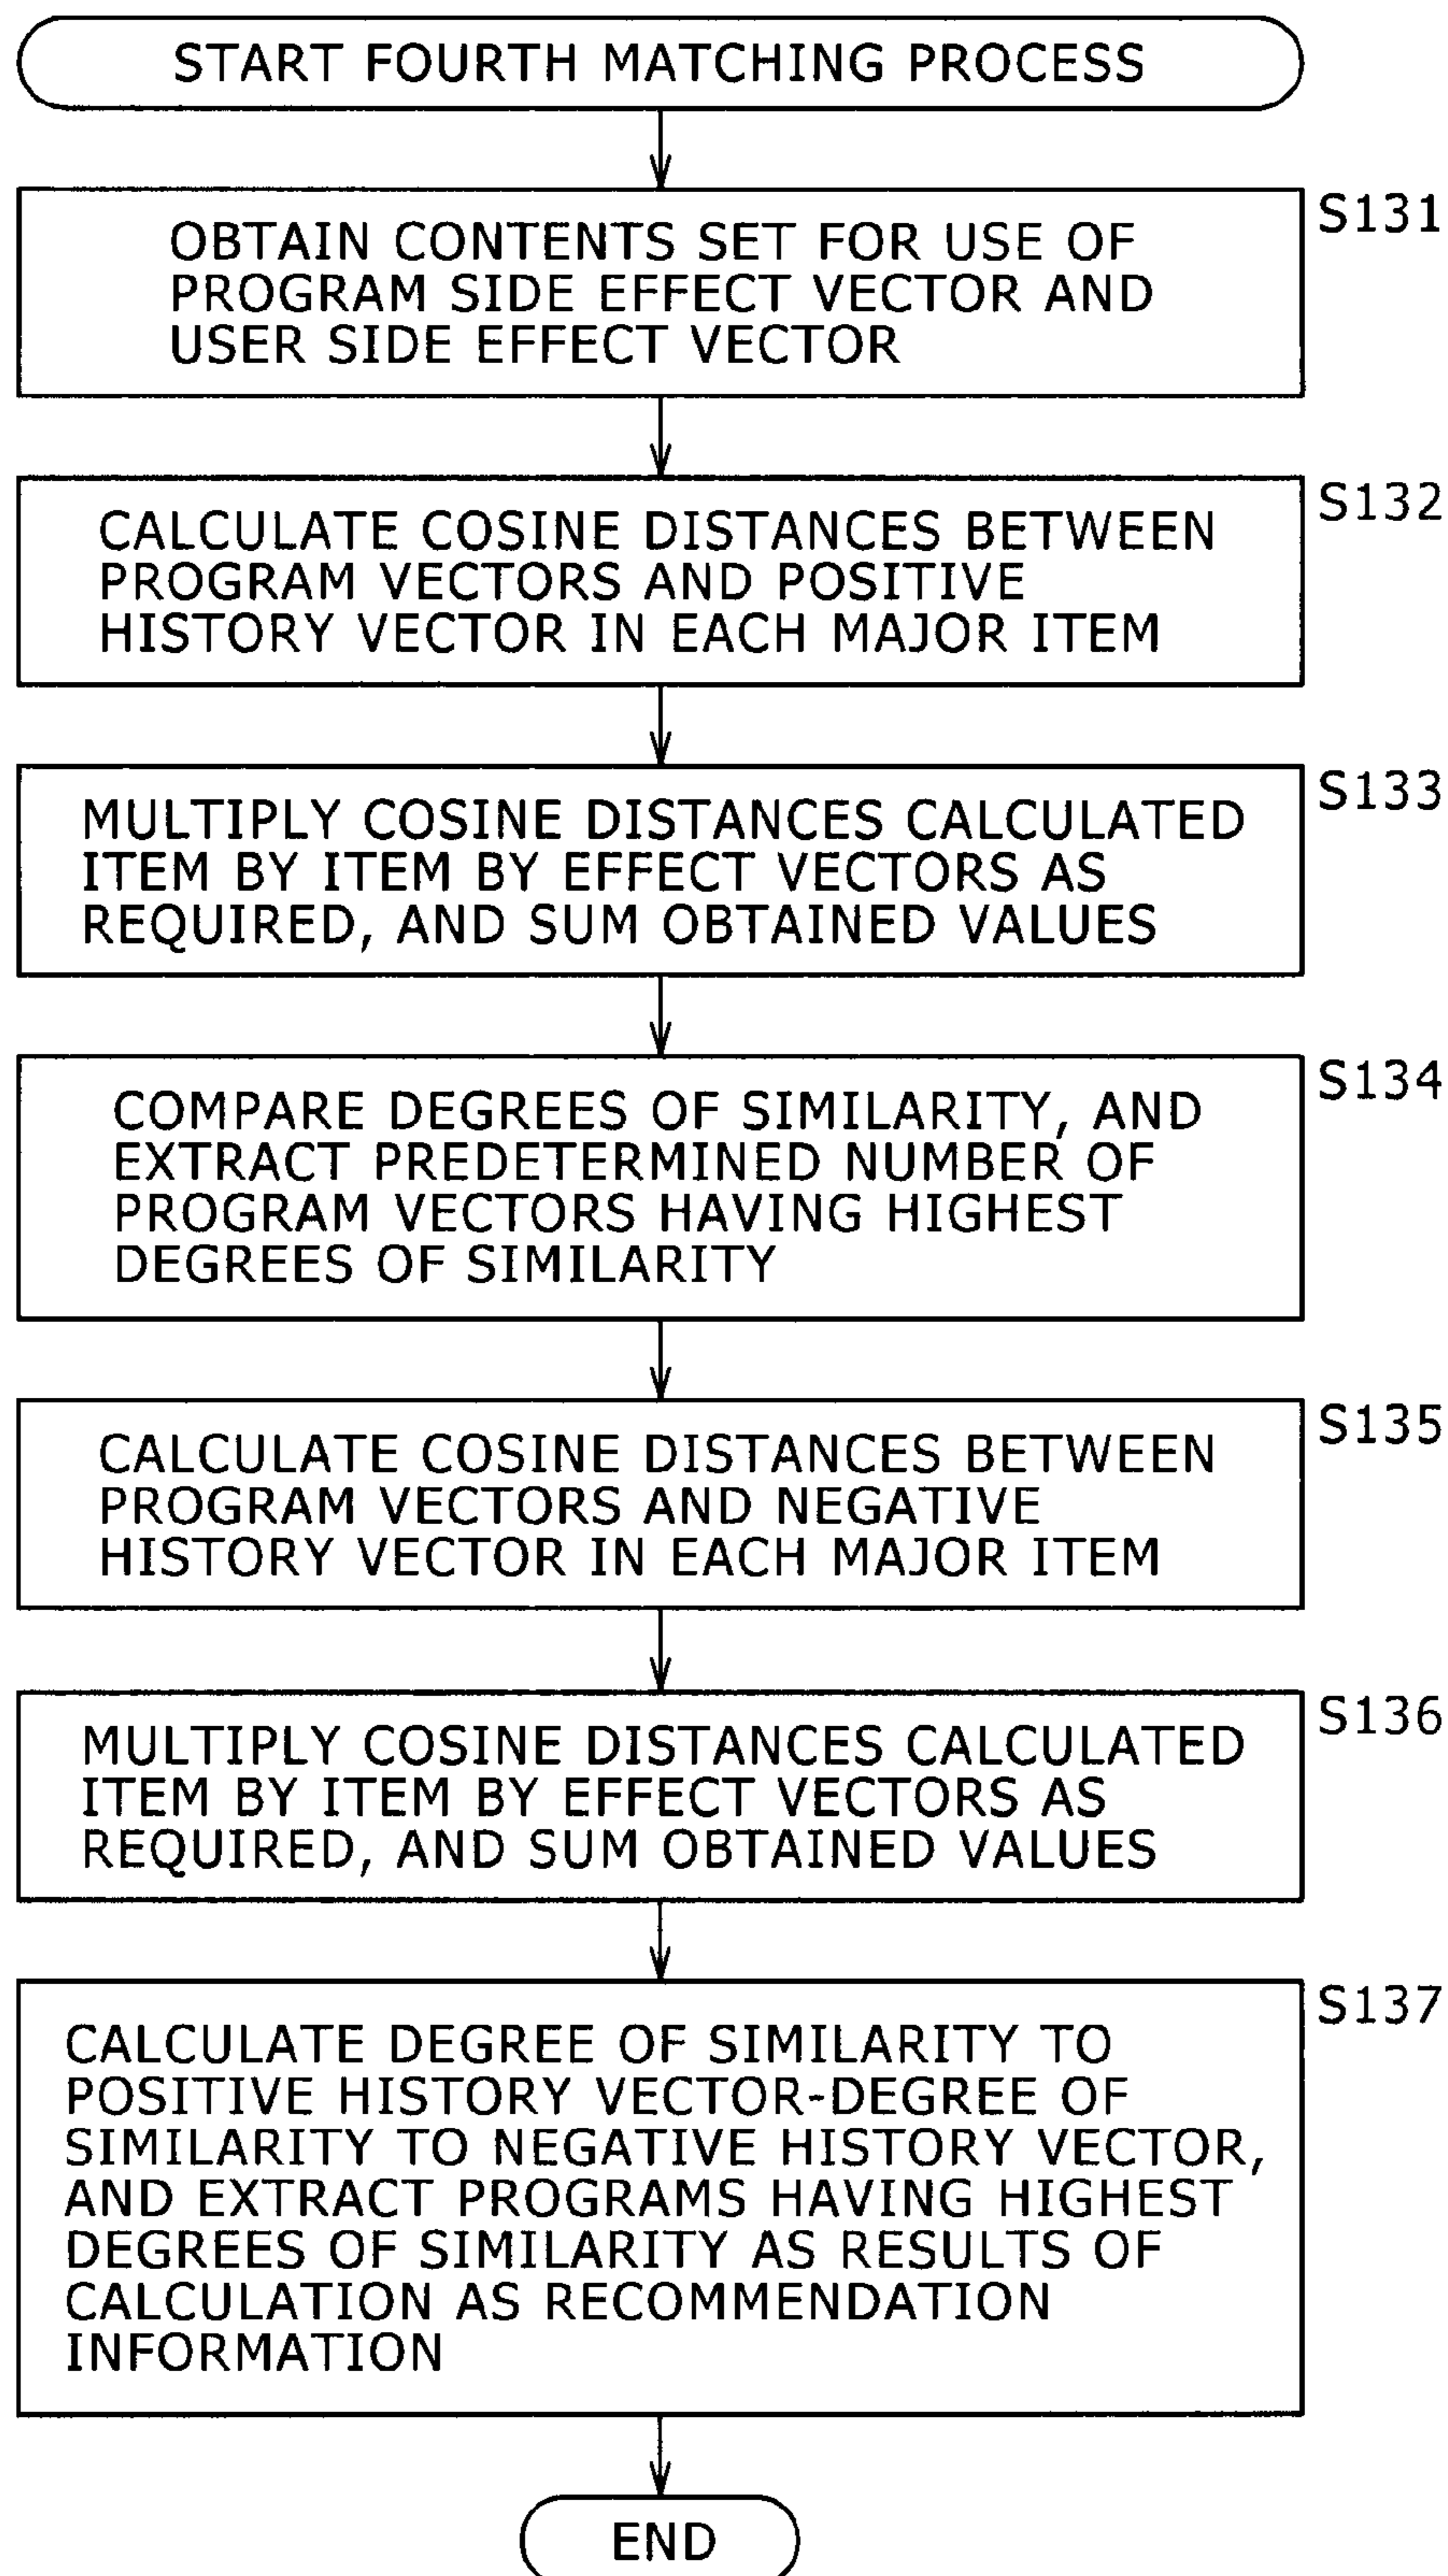 START FOURTH MATCHING PROCESS
S131
OBTAIN CONTENTS SET FOR USE OF
PROGRAM SIDE EFFECT VECTOR AND
USER SIDE EFFECT VECTOR
S132
CALCULATE COSINE DISTANCES BETWEEN
PROGRAM VECTORS AND POSITIVE
HISTORY VECTOR IN EACH MAJOR ITEM
S133
MULTIPLY COSINE DISTANCES CALCULATED
ITEM BY ITEM BY EFFECT VECTORS AS
REQUIRED, AND SUM OBTAINED VALUES
S134
COMPARE DEGREES OF SIMILARITY, AND
EXTRACT PREDETERMINED NUMBER OF
PROGRAM VECTORS HAVING HIGHEST
DEGREES OF SIMILARITY
S135
CALCULATE COSINE DISTANCES BETWEEN
PROGRAM VECTORS AND NEGATIVE
HISTORY VECTOR IN EACH MAJOR ITEM
S136
MULTIPLY COSINE DISTANCES CALCULATED
ITEM BY ITEM BY EFFECT VECTORS AS
REQUIRED, AND SUM OBTAINED VALUES
S137
CALCULATE DEGREE OF SIMILARITY TO
POSITIVE HISTORY VECTOR-DEGREE OF
SIMILARITY TO NEGATIVE HISTORY VECTOR,
AND EXTRACT PROGRAMS HAVING HIGHEST
DEGREES OF SIMILARITY AS RESULTS OF
CALCULATION AS RECOMMENDATION
INFORMATION
END